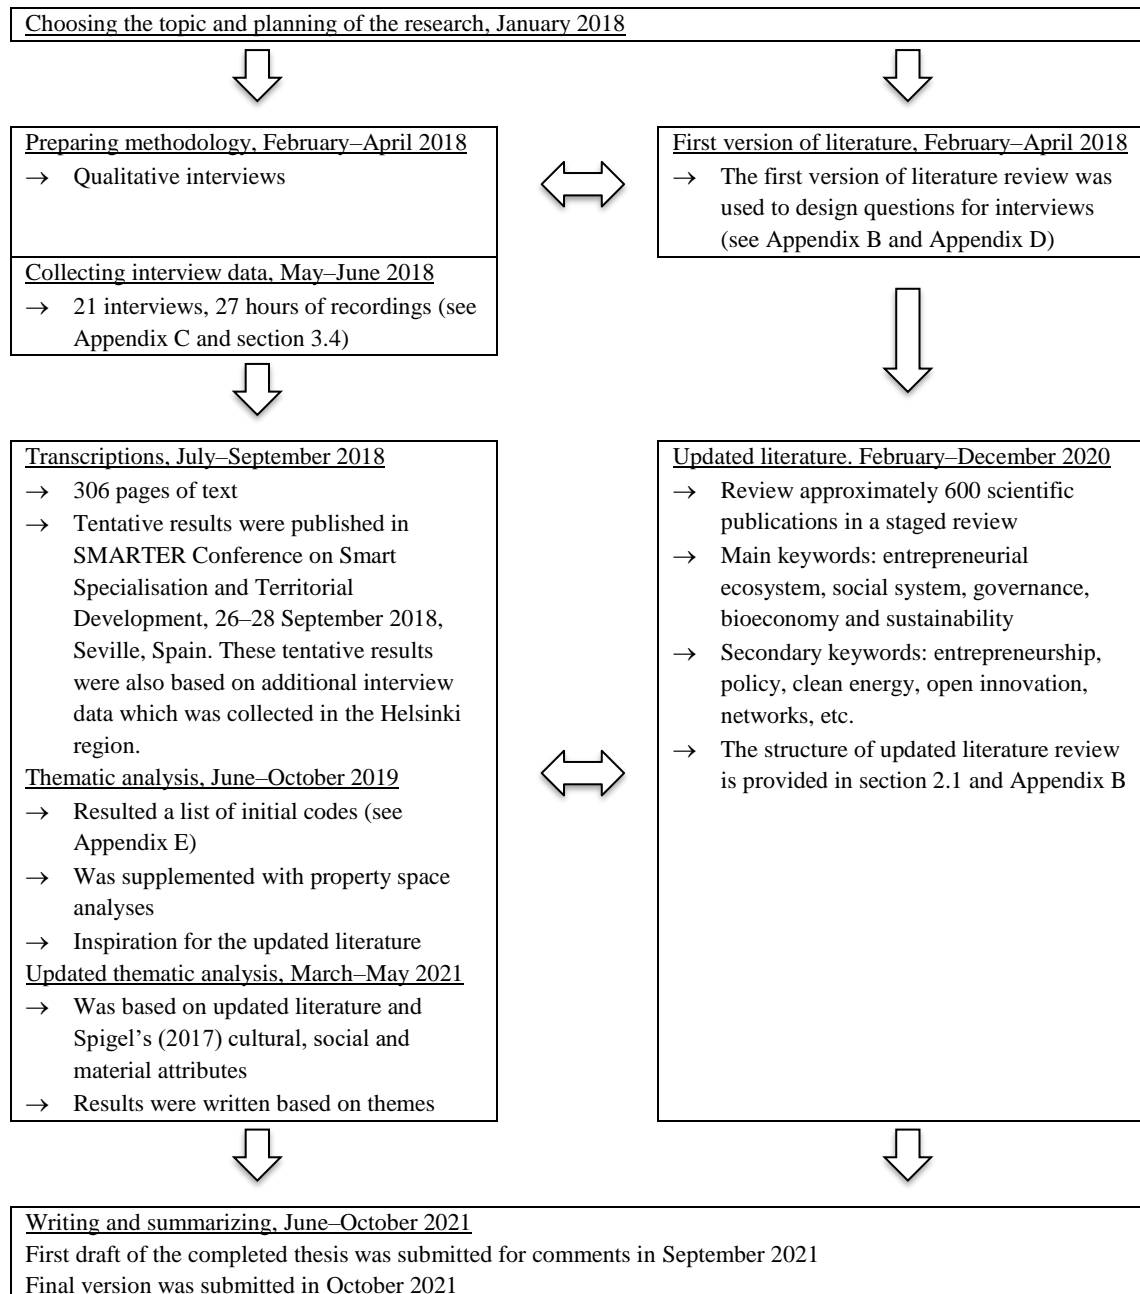 Choosing the topic and planning of the research, January 2018
Preparing methodology, February–April 2018
→ Qualitative interviews
Collecting interview data, May–June 2018
→ 21 interviews, 27 hours of recordings (see
Appendix C and section 3.4)
First version of literature, February–April 2018
→ The first version of literature review was
used to design questions for interviews
(see Appendix B and Appendix D)
Transcriptions, July–September 2018
→ 306 pages of text
→ Tentative results were published in
SMARTER Conference on Smart
Specialisation and Territorial
Development, 26–28 September 2018,
Seville, Spain. These tentative results
were also based on additional interview
data which was collected in the Helsinki
region.
Thematic analysis, June–October 2019
→ Resulted a list of initial codes (see
Appendix E)
→ Was supplemented with property space
analyses
→ Inspiration for the updated literature
Updated thematic analysis, March–May 2021
→ Was based on updated literature and
Spigel’s (2017) cultural, social and
material attributes
→ Results were written based on themes
Updated literature. February–December 2020
→ Review approximately 600 scientific
publications in a staged review
→ Main keywords: entrepreneurial
ecosystem, social system, governance,
bioeconomy and sustainability
→ Secondary keywords: entrepreneurship,
policy, clean energy, open innovation,
networks, etc.
→ The structure of updated literature review
is provided in section 2.1 and Appendix B
Writing and summarizing, June–October 2021
First draft of the completed thesis was submitted for comments in September 2021
Final version was submitted in October 2021